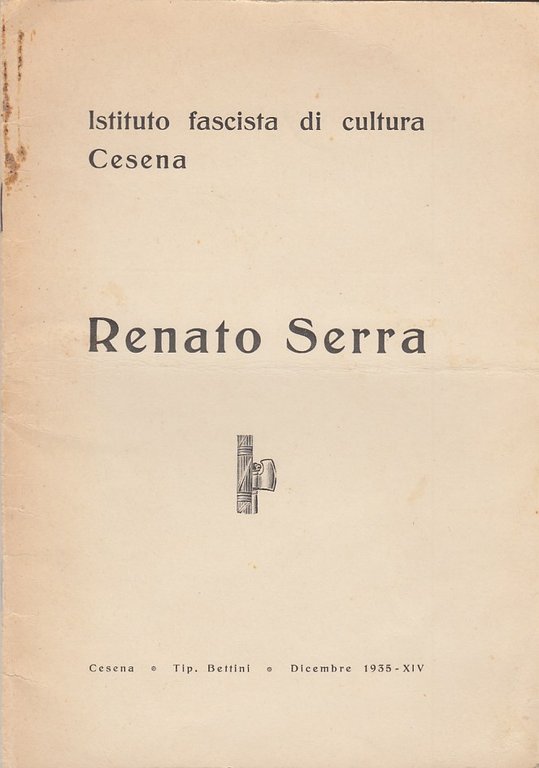 Istituto fascista di cultura
Cesena
Renato Serra
Cesena • Tip. Bettini • Dicembre 1935 - XIV